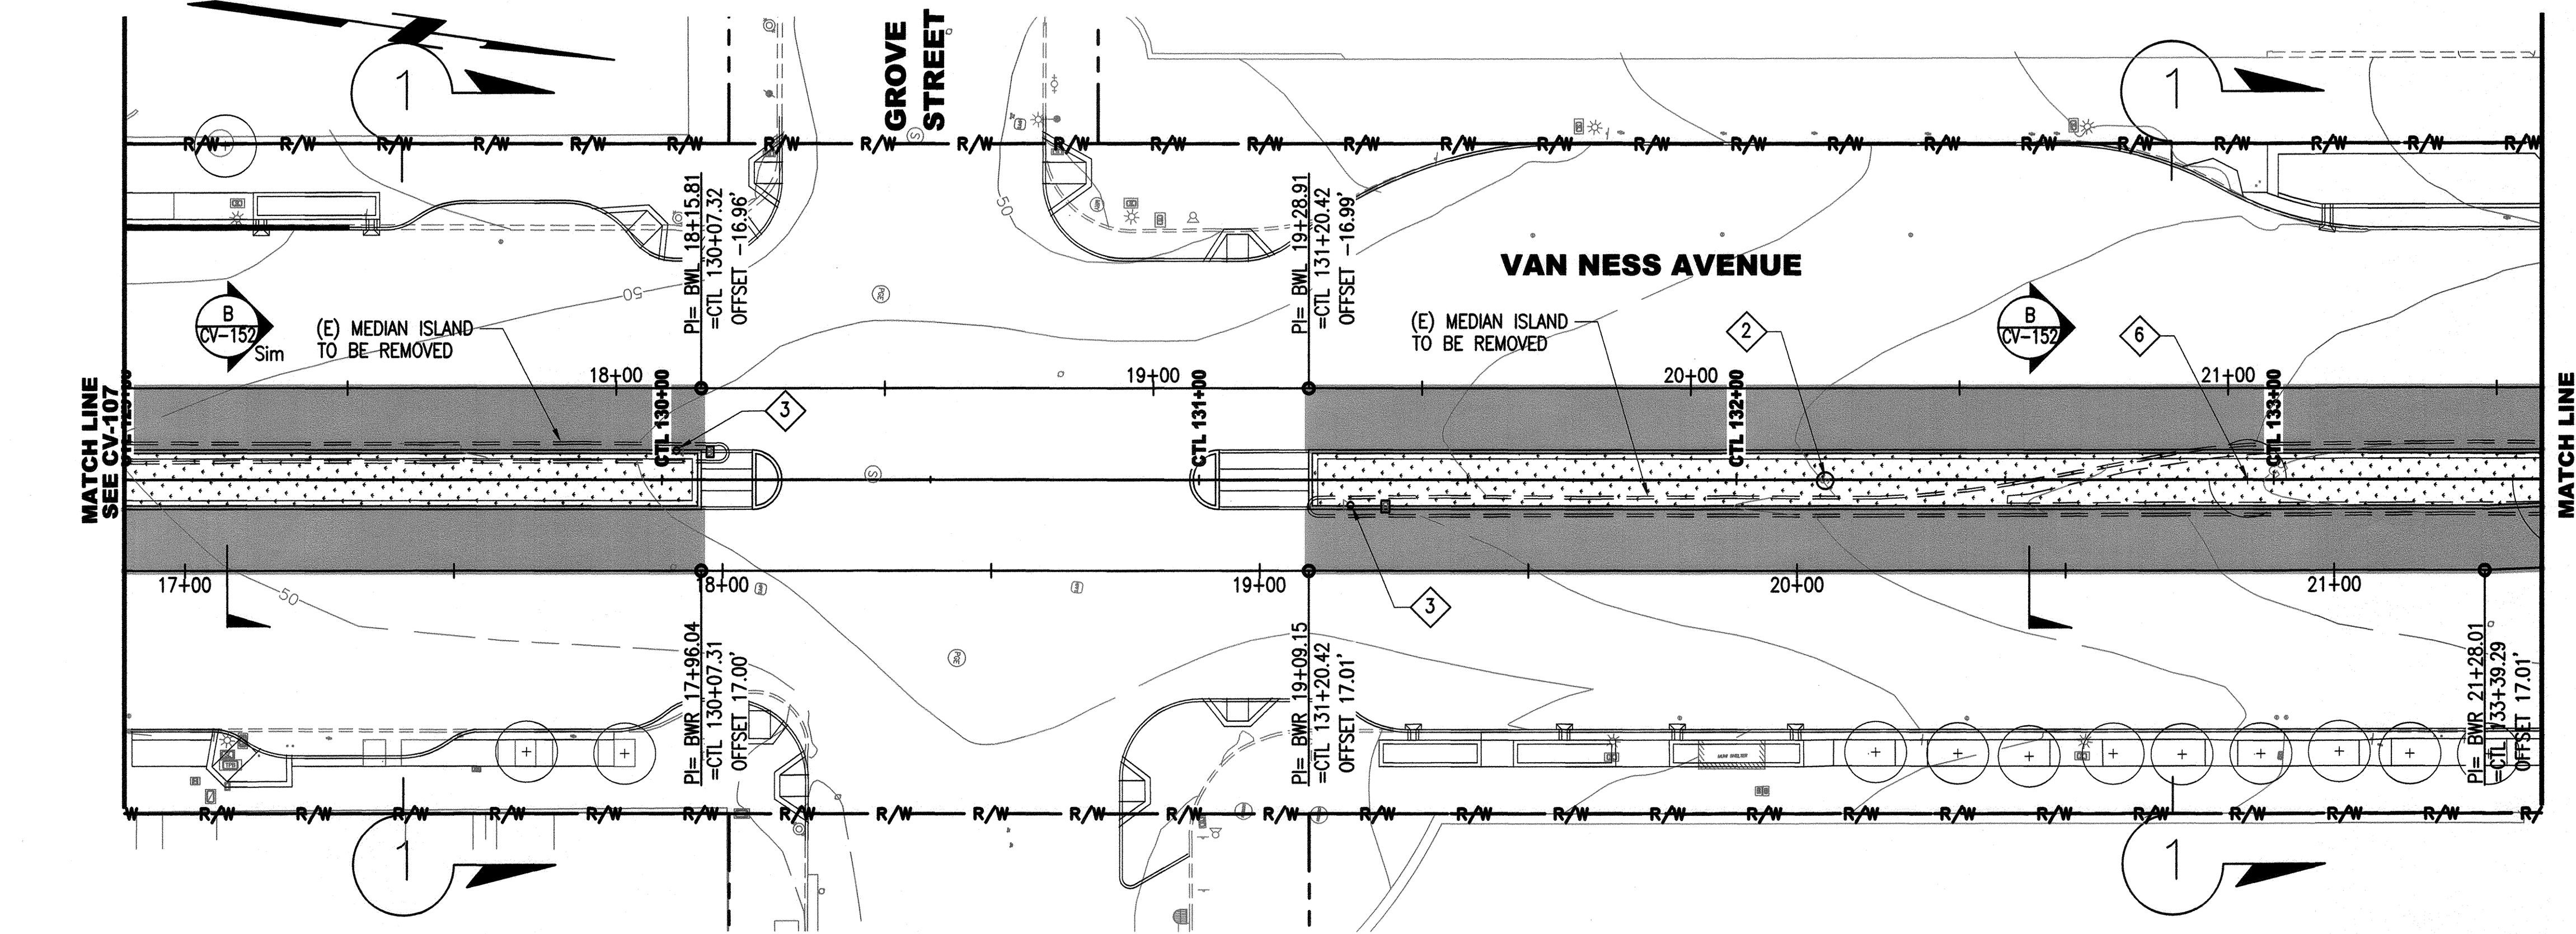 GROVE
STREET
1
1
R/W R/W R/W R/W R/W R/W R/W R/W R/W R/W R/W R/W R/W R/W R/W R/W R/W R/W R/W R/W R/W R/W R/W R/W R/W
50
50
PI= BWL 18+15.81
=CTL 130+07.32
OFFSET -16.96'
PI= BWL 19+28.91
=CTL 131+20.42
OFFSET -16.99'
VAN NESS AVENUE
B
CV-152
Sim
(E) MEDIAN ISLAND
TO BE REMOVED
PGE
S
(E) MEDIAN ISLAND
TO BE REMOVED
2
B
CV-152
6
MATCH LINE
SEE CV-107
18+00
19+00
20+00
21+00
CTL 130+00
3
CTL 131+00
CTL 132+00
CTL 133+00
MATCH LINE
S
17+00
18+00
19+00
20+00
21+00
50
3
PGE
PI= BWR 17+96.04
=CTL 130+07.31
OFFSET 17.00'
PI= BWR 19+09.15
=CTL 131+20.42
OFFSET 17.01'
PI= BWR 21+28.01
=CTL 133+39.29
OFFSET 17.01'
R/W R/W R/W R/W R/W R/W R/W R/W R/W R/W R/W R/W R/W R/W R/W R/W R/W R/W R/W R/W R/W R/W R/W R/W
1
1